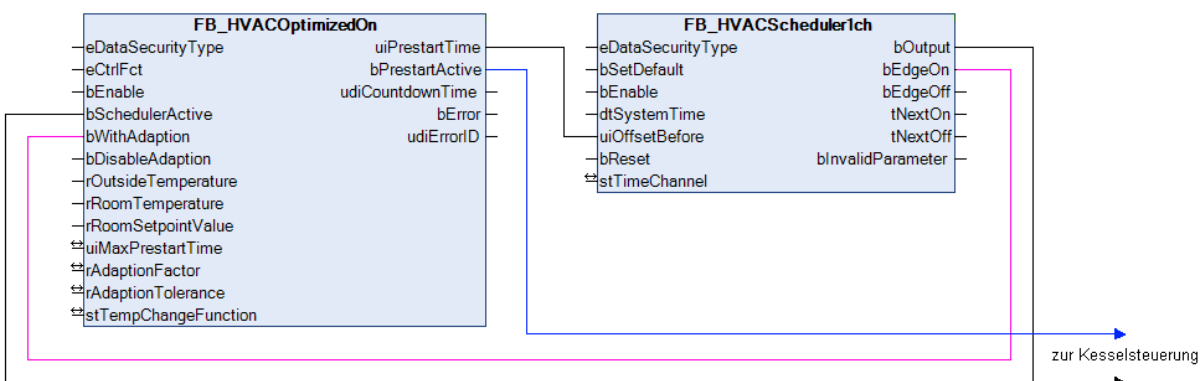 FB_HVACOptimizedOn
eDataSecurityType uiPrestartTime
eCtrlFct bPrestartActive
bEnable udiCountdownTime
bSchedulerActive bError
bWithAdaption udiErrorID
bDisableAdaption
rOutsideTemperature
rRoomTemperature
rRoomSetpointValue
uiMaxPrestartTime
rAdaptionFactor
rAdaptionTolerance
stTempChangeFunction
FB_HVACScheduler1ch
eDataSecurityType bOutput
bSetDefault bEdgeOn
bEnable bEdgeOff
dtSystemTime tNextOn
uiOffsetBefore tNextOff
bReset bInvalidParameter
stTimeChannel
zur Kesselsteuerung